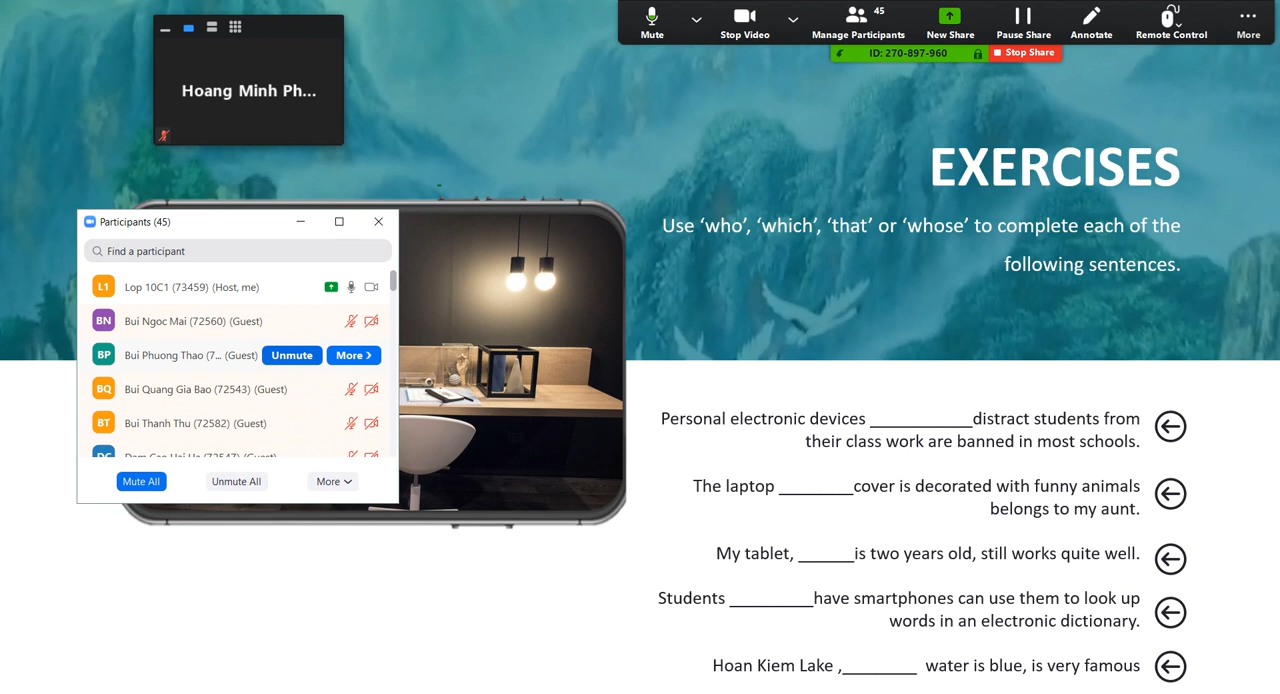 Hoang Minh Ph...
Mute
Stop Video
45
Manage Participants
New Share
Pause Share
Annotate
Remote Control
More
ID: 270-897-960
Stop Share
EXERCISES
Use ‘who’, ‘which’, ‘that’ or ‘whose’ to complete each of the
following sentences.
Participants (45)
Find a participant
L1 Lop 10C1 (73459) (Host, me)
BN Bui Ngoc Mai (72560) (Guest)
BP Bui Phuong Thao (7... (Guest) Unmute More
BQ Bui Quang Gia Bao (72543) (Guest)
BT Bui Thanh Thu (72582) (Guest)
Mute All
Unmute All
More
Personal electronic devices ___________distract students from
their class work are banned in most schools.
The laptop ________cover is decorated with funny animals
belongs to my aunt.
My tablet, ______is two years old, still works quite well.
Students _________have smartphones can use them to look up
words in an electronic dictionary.
Hoan Kiem Lake ,________ water is blue, is very famous